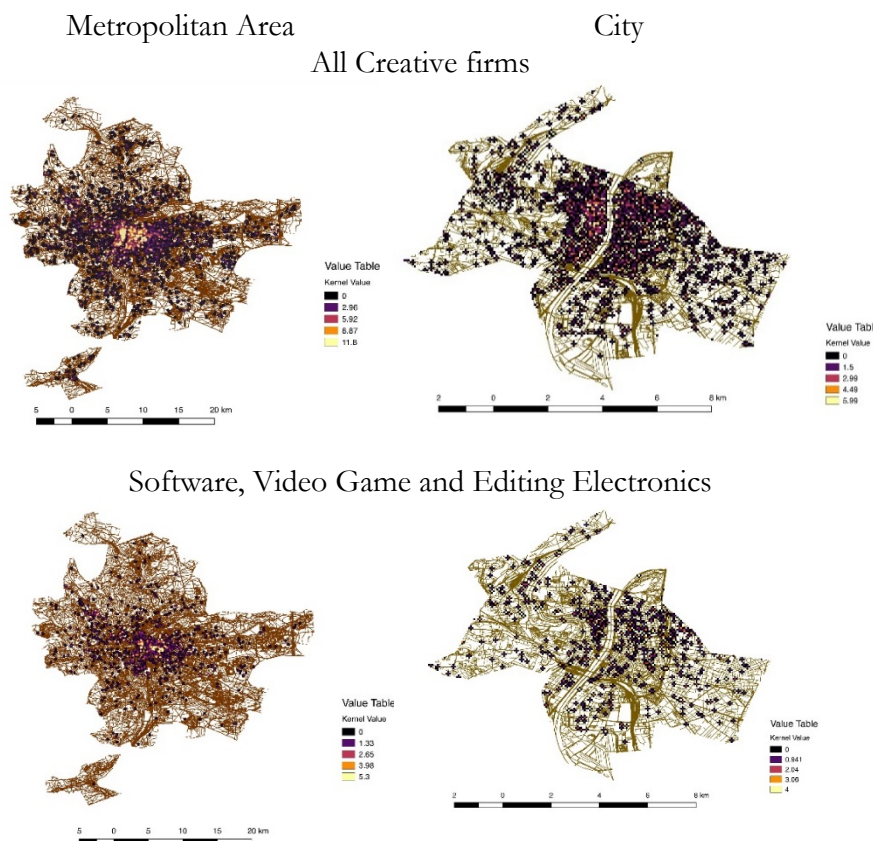 Metropolitan Area
City
All Creative firms
Value Table
Kernel Value
0
2.96
5.92
8.87
11.8
5 0 5 10 15 20 km
Value Table
Kernel Value
0
1.5
2.99
4.49
5.99
2 0 2 4 6 8 km
Software, Video Game and Editing Electronics
Value Table
Kernel Value
0
1.33
2.65
3.98
5.3
5 0 5 10 15 20 km
Value Table
Kernel Value
0
0.941
2.04
3.06
4
2 0 2 4 6 8 km